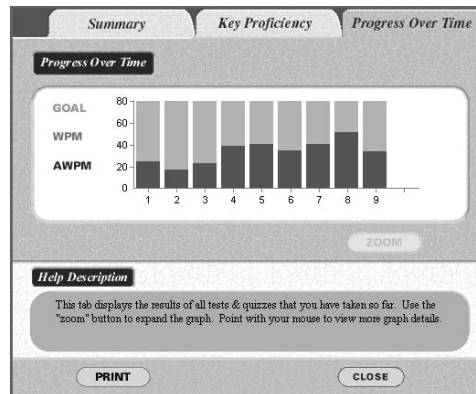 Summary
Key Proficiency
Progress Over Time
Progress Over Time
GOAL
WPM
AWPM
80
60
40
20
0
1 2 3 4 5 6 7 8 9
ZOOM
Help Description
This tab displays the results of all tests & quizzes that you have taken so far. Use the
"zoom" button to expand the graph. Point with your mouse to view more graph details.
PRINT
CLOSE